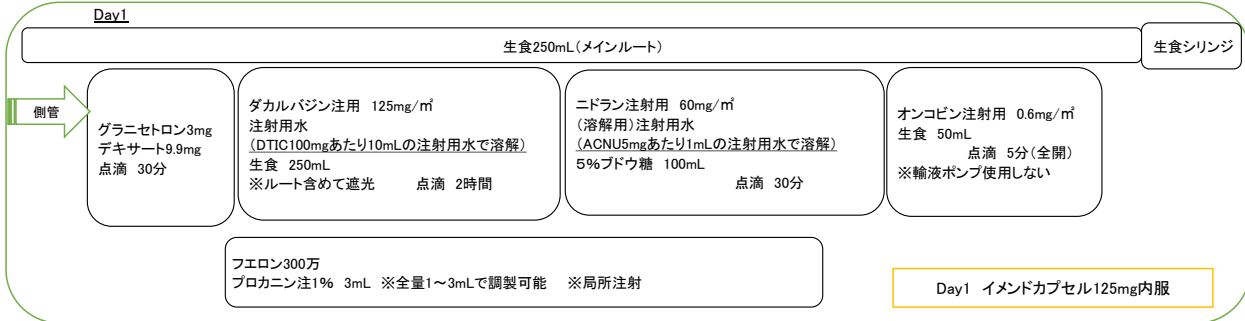 Day1
生食250mL(メインルート)
生食シリンジ
側管
グラニセトロン3mg
デキサート9.9mg
点滴 30分
ダカルバジン注用 125mg/㎡
注射用水
(DTIC100mgあたり10mLの注射用水で溶解)
生食 250mL
※ルート含めて遮光 点滴 2時間
ニドラン注射用 60mg/㎡
(溶解用)注射用水
(ACNU5mgあたり1mLの注射用水で溶解)
5%ブドウ糖 100mL
点滴 30分
オンコビン注射用 0.6mg/㎡
生食 50mL
点滴 5分(全開)
※輸液ポンプ使用しない
フエロン300万
プロカニン注1% 3mL ※全量1~3mLで調製可能 ※局所注射
Day1 イメンドカプセル125mg内服